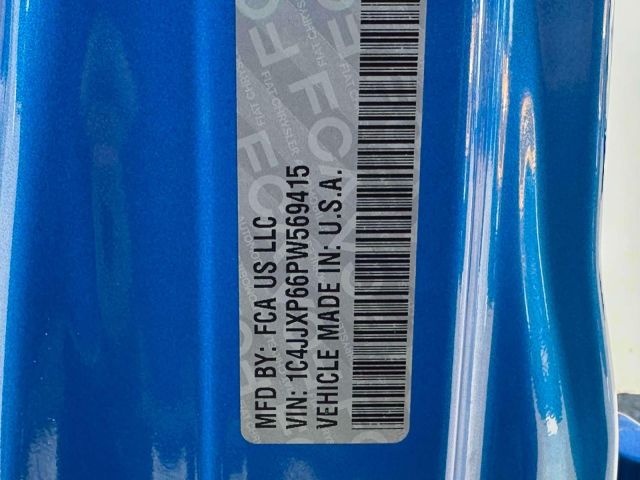 MFD BY: FCA US LLC
VIN: 1C4JJXP66PW569415
VEHICLE MADE IN: U.S.A.